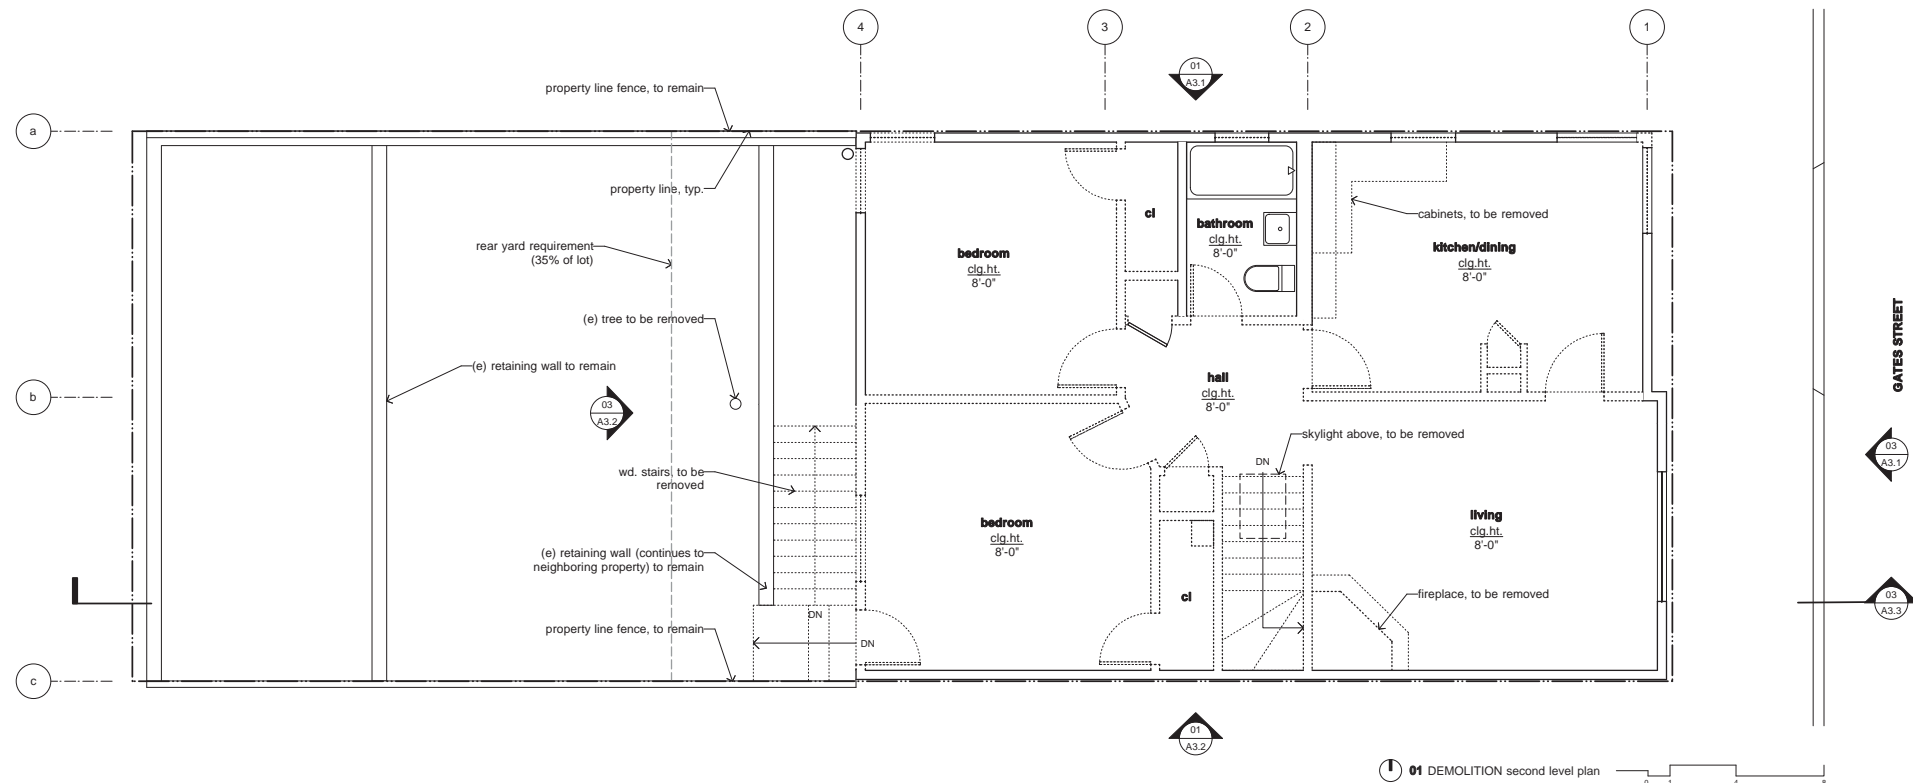 4
3
2
1
01
A3.1
property line fence, to remain
a
property line, typ.
cl
bathroom
clg.ht.
8'-0"
cabinets, to be removed
rear yard requirement
(35% of lot)
bedroom
clg.ht.
8'-0"
kitchen/dining
clg.ht.
8'-0"
(e) tree to be removed
GATES STREET
(e) retaining wall to remain
hall
clg.ht.
8'-0"
b
03
A3.2
skylight above, to be removed
03
A3.1
DN
wd. stairs, to be
removed
bedroom
clg.ht.
8'-0"
living
clg.ht.
8'-0"
(e) retaining wall (continues to
neighboring property) to remain
cl
fireplace, to be removed
03
A3.3
DN
property line fence, to remain
DN
c
01
A3.2
01 DEMOLITION second level plan
0 1 4 8